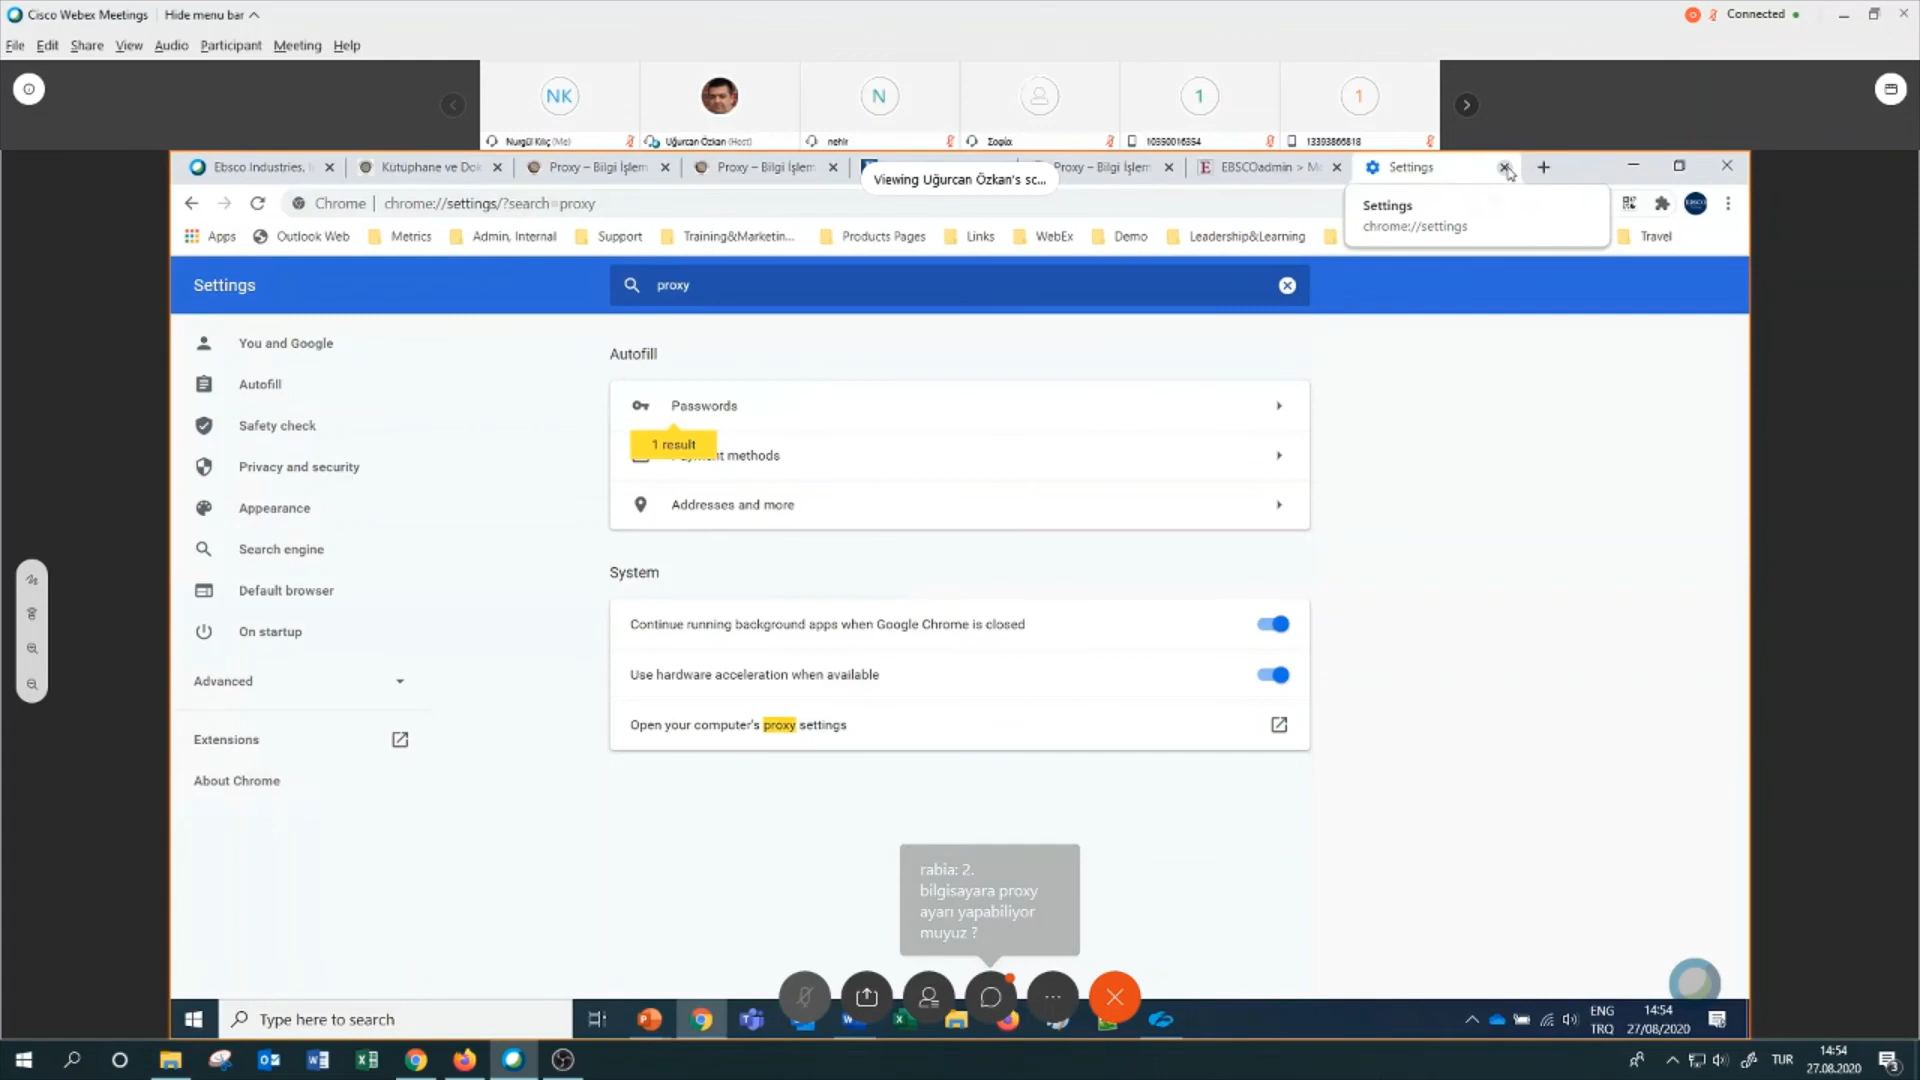 Cisco Webex Meetings
Hide menu bar
Connected
File Edit Share View Audio Participant Meeting Help
NK
N
1
1
Nurgül Kılıç (Me)
Uğurcan Özkan (Host)
nehir
Σοφία
13393866818
Ebsco Industries,
Kütüphane ve Dok
Proxy – Bilgi İşlem
Proxy – Bilgi İşlem
Viewing Uğurcan Özkan's sc...
Proxy – Bilgi İşlem
EBSCOadmin > Mo
Settings
Chrome | chrome://settings/?search=proxy
Settings
chrome://settings
Apps
Outlook Web
Metrics
Admin, Internal
Support
Training&Marketin...
Products Pages
Links
WebEx
Demo
Leadership&Learning
Travel
Settings
proxy
You and Google
Autofill
Safety check
Privacy and security
Appearance
Search engine
Default browser
On startup
Advanced
Extensions
About Chrome
Autofill
Passwords
1 result
methods
Addresses and more
System
Continue running background apps when Google Chrome is closed
Use hardware acceleration when available
Open your computer's proxy settings
rabia: 2.
bilgisayara proxy
ayarı yapabiliyor
muyuz ?
Type here to search
ENG
TRQ
14:54
27/08/2020
TUR
14:54
27.08.2020
3